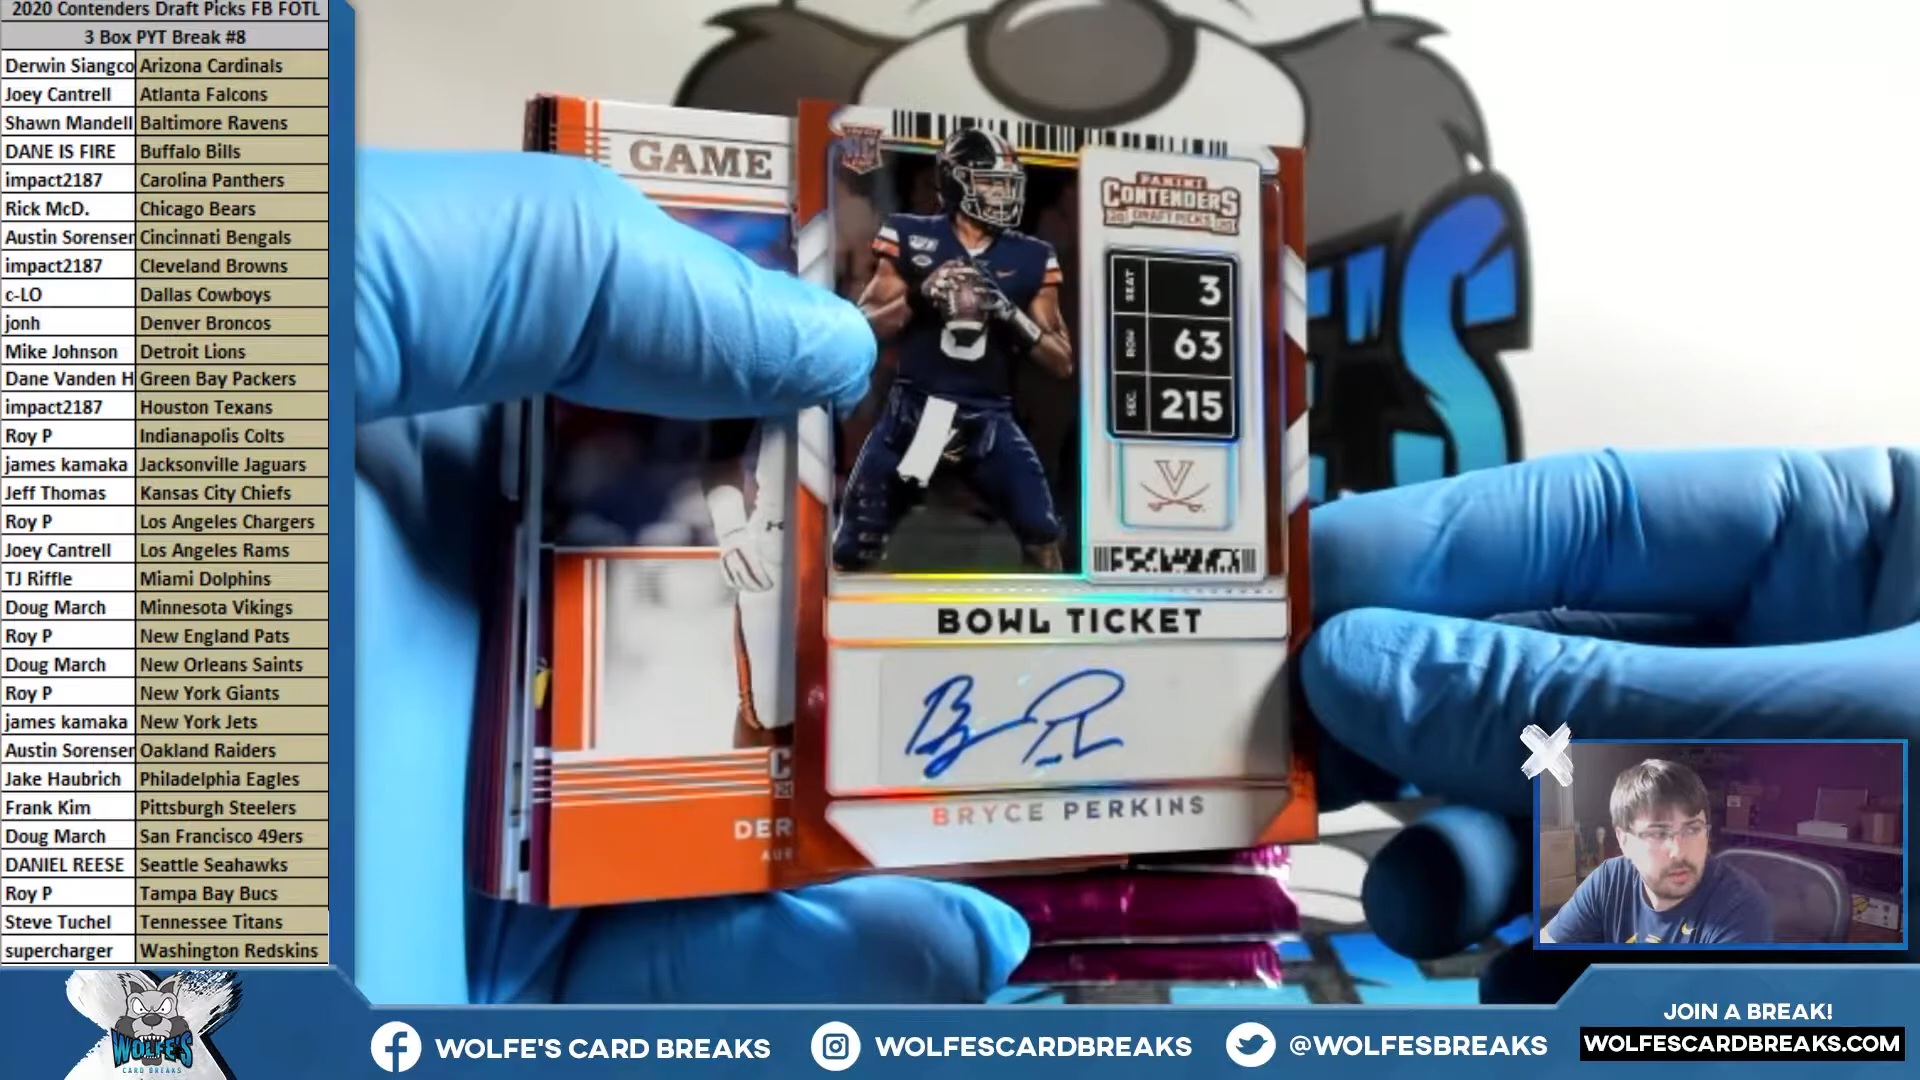 2020 Contenders Draft Picks FB FOTL
3 Box PYT Break #8
Derwin Siangco Arizona Cardinals
Joey Cantrell Atlanta Falcons
Shawn Mandell Baltimore Ravens
DANE IS FIRE Buffalo Bills
impact2187 Carolina Panthers
Rick McD. Chicago Bears
Austin Sorensen Cincinnati Bengals
impact2187 Cleveland Browns
c-LO Dallas Cowboys
jonh Denver Broncos
Mike Johnson Detroit Lions
Dane Vanden H Green Bay Packers
impact2187 Houston Texans
Roy P Indianapolis Colts
james kamaka Jacksonville Jaguars
Jeff Thomas Kansas City Chiefs
Roy P Los Angeles Chargers
Joey Cantrell Los Angeles Rams
TJ Riffle Miami Dolphins
Doug March Minnesota Vikings
Roy P New England Pats
Doug March New Orleans Saints
Roy P New York Giants
james kamaka New York Jets
Austin Sorensen Oakland Raiders
Jake Haubrich Philadelphia Eagles
Frank Kim Pittsburgh Steelers
Doug March San Francisco 49ers
DANIEL REESE Seattle Seahawks
Roy P Tampa Bay Bucs
Steve Tuchel Tennessee Titans
supercharger Washington Redskins
GAME
DER
PANINI
CONTENDERS
20 DRAFT PICKS 20
SEAT 3
ROW 63
SEC. 215
V
BOWL TICKET
BRYCE PERKINS
'S
WOLFE'S
CARD BREAKS
WOLFE'S CARD BREAKS
WOLFESCARDBREAKS
@WOLFESBREAKS
JOIN A BREAK!
WOLFESCARDBREAKS.COM